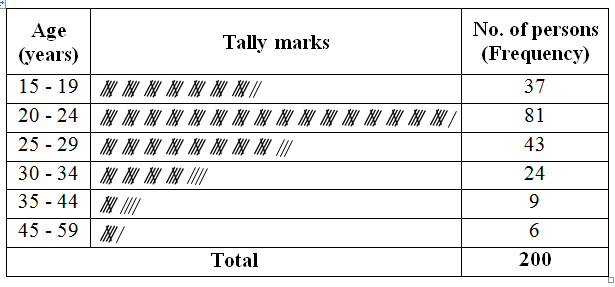 Age (years) Tally marks No. of persons (Frequency)
15 - 19 37
20 - 24 81
25 - 29 43
30 - 34 24
35 - 44 9
45 - 59 6
Total 200